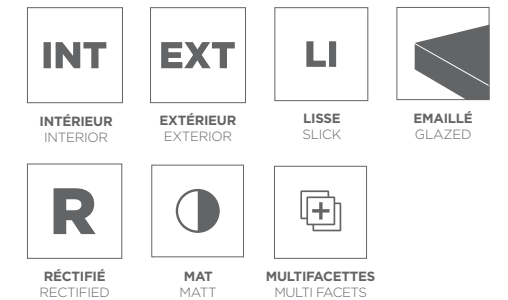 INT
INTÉRIEUR
INTERIOR
EXT
EXTÉRIEUR
EXTERIOR
LI
LISSE
SLICK
EMAILLÉ
GLAZED
R
RÉCTIFIÉ
RECTIFIED
MAT
MATT
MULTIFACETTES
MULTI FACETS